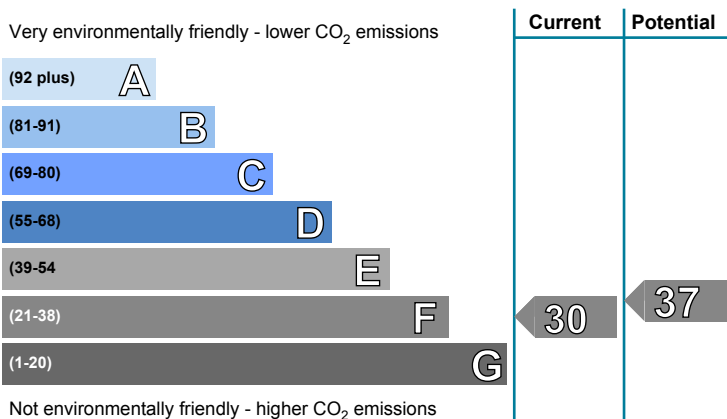 Current Potential
Very environmentally friendly - lower CO2 emissions
(92 plus) A
(81-91) B
(69-80) C
(55-68) D
(39-54 E
(21-38) F 30 37
(1-20) G
Not environmentally friendly - higher CO2 emissions